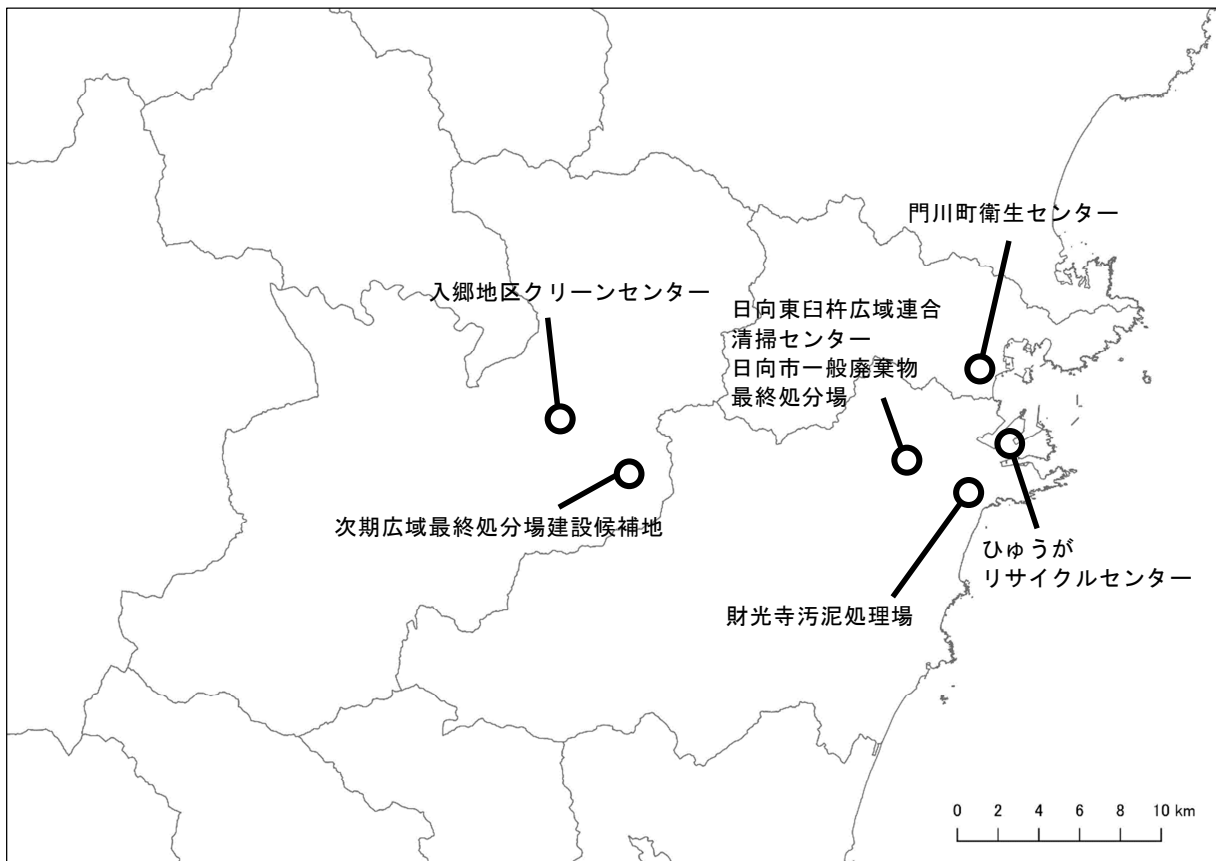 門川町衛生センター
入郷地区クリーンセンター
日向東臼杵広域連合
清掃センター
日向市一般廃棄物
最終処分場
次期広域最終処分場建設候補地
ひゅうが
リサイクルセンター
財光寺汚泥処理場
0 2 4 6 8 10 km